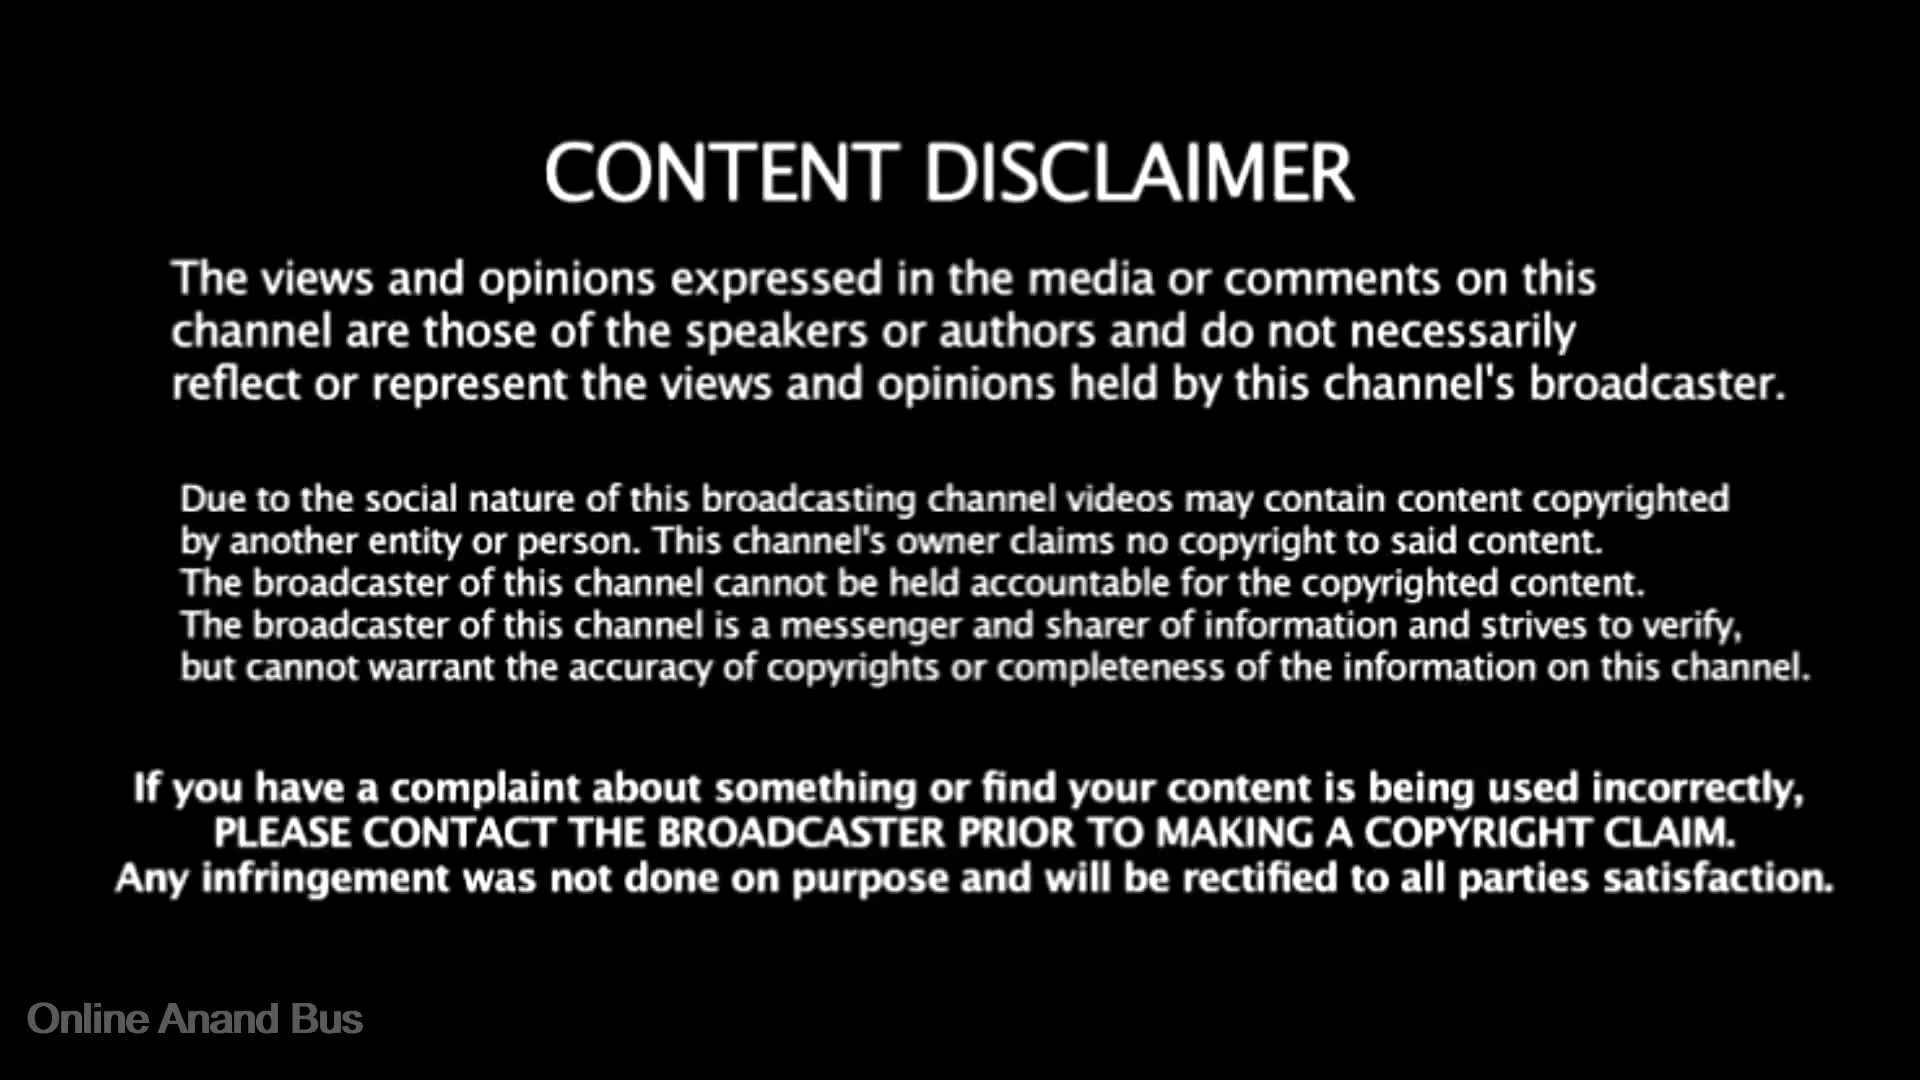 CONTENT DISCLAIMER
The views and opinions expressed in the media or comments on this
channel are those of the speakers or authors and do not necessarily
reflect or represent the views and opinions held by this channel's broadcaster.
Due to the social nature of this broadcasting channel videos may contain content copyrighted
by another entity or person. This channel's owner claims no copyright to said content.
The broadcaster of this channel cannot be held accountable for the copyrighted content.
The broadcaster of this channel is a messenger and sharer of information and strives to verify,
but cannot warrant the accuracy of copyrights or completeness of the information on this channel.
If you have a complaint about something or find your content is being used incorrectly,
PLEASE CONTACT THE BROADCASTER PRIOR TO MAKING A COPYRIGHT CLAIM.
Any infringement was not done on purpose and will be rectified to all parties satisfaction.
Online Anand Bus